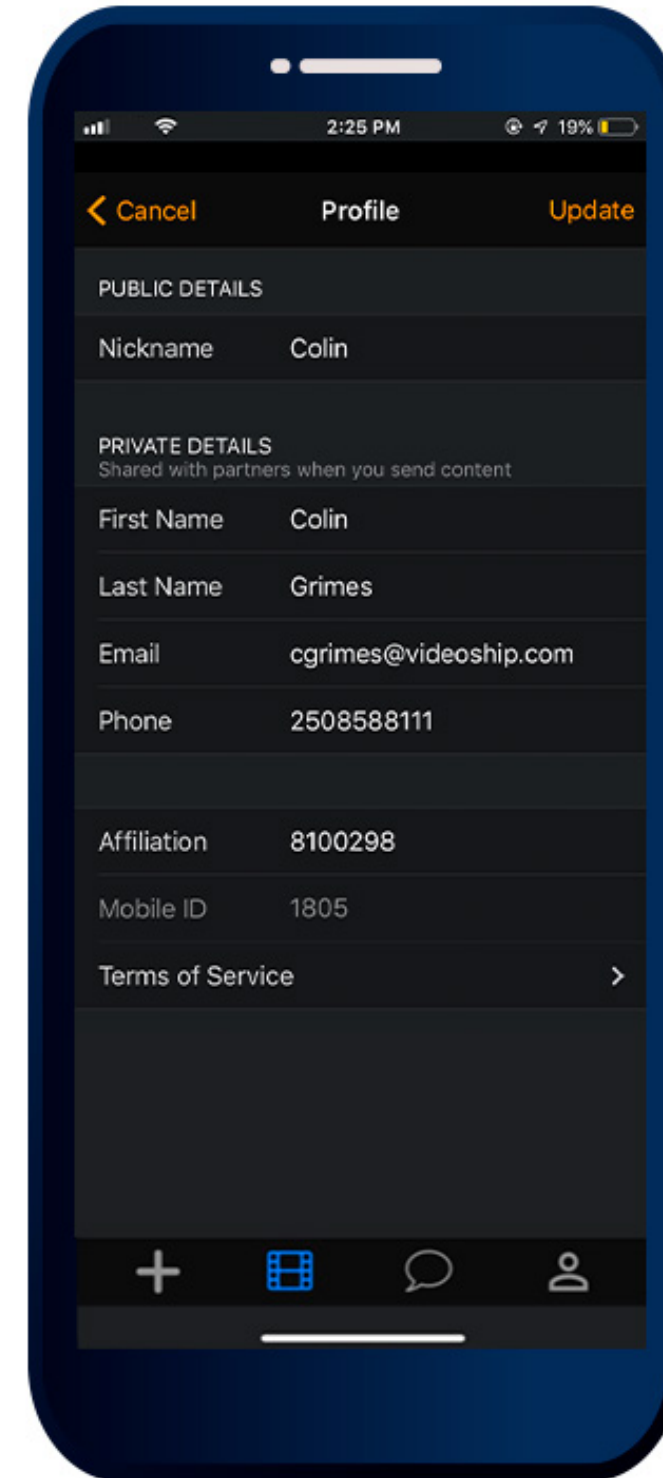 2:25 PM 19%
Cancel Profile Update
PUBLIC DETAILS
Nickname Colin
PRIVATE DETAILS
Shared with partners when you send content
First Name Colin
Last Name Grimes
Email cgrimes@videoship.com
Phone 2508588111
Affiliation 8100298
Mobile ID 1805
Terms of Service